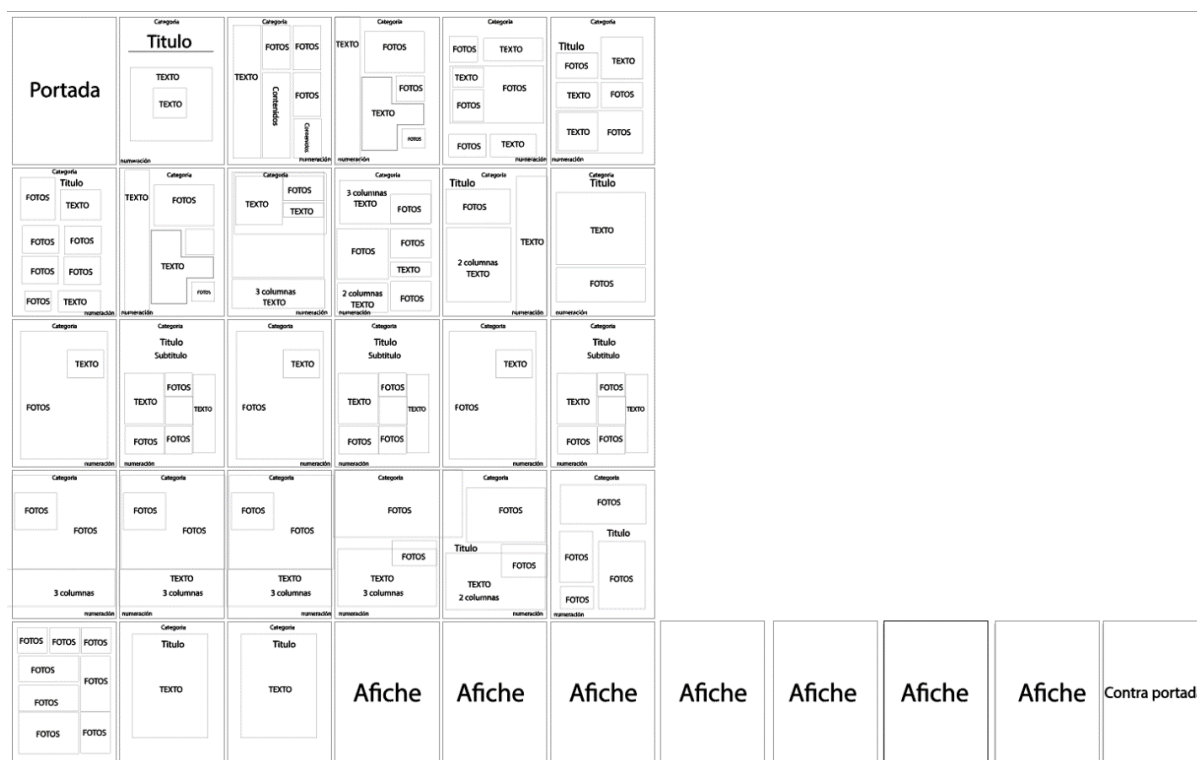 Portada
Categoría
Titulo
TEXTO
TEXTO
numeración
Categoría
FOTOS FOTOS
TEXTO
Contenidos
FOTOS
Contenidos
numeración
Categoría
TEXTO
FOTOS
FOTOS
TEXTO
FOTOS
numeración
Categoría
FOTOS TEXTO
TEXTO
FOTOS
FOTOS
FOTOS TEXTO
numeración
Categoría
Titulo
FOTOS TEXTO
TEXTO FOTOS
TEXTO FOTOS
numeración
Categoría
Titulo
FOTOS TEXTO
FOTOS FOTOS
FOTOS FOTOS
FOTOS TEXTO
numeración
Categoría
TEXTO
FOTOS
TEXTO
FOTOS
numeración
Categoría
FOTOS
TEXTO
TEXTO
3 columnas
TEXTO
numeración
Categoría
3 columnas
TEXTO
FOTOS
FOTOS
FOTOS
TEXTO
2 columnas
TEXTO
FOTOS
numeración
Categoría
Titulo
FOTOS
TEXTO
2 columnas
TEXTO
numeración
Categoría
Titulo
TEXTO
FOTOS
numeración
Categoría
TEXTO
FOTOS
numeración
Categoría
Titulo
Subtitulo
FOTOS
TEXTO
TEXTO
FOTOS FOTOS
numeración
Categoría
TEXTO
FOTOS
numeración
Categoría
Titulo
Subtitulo
FOTOS
TEXTO
TEXTO
FOTOS FOTOS
numeración
Categoría
TEXTO
FOTOS
numeración
Categoría
Titulo
Subtitulo
FOTOS
TEXTO
TEXTO
FOTOS FOTOS
numeración
Categoría
FOTOS
FOTOS
3 columnas
numeración
Categoría
FOTOS
FOTOS
TEXTO
3 columnas
numeración
Categoría
FOTOS
FOTOS
TEXTO
3 columnas
numeración
Categoría
FOTOS
FOTOS
TEXTO
3 columnas
numeración
Categoría
FOTOS
Titulo
FOTOS
TEXTO
2 columnas
numeración
Categoría
FOTOS
Titulo
FOTOS
FOTOS
FOTOS
numeración
FOTOS FOTOS FOTOS
FOTOS
FOTOS
FOTOS
FOTOS FOTOS
Categoría
Titulo
TEXTO
Categoría
Titulo
TEXTO
Afiche
Afiche
Afiche
Afiche
Afiche
Afiche
Afiche
Contra portad